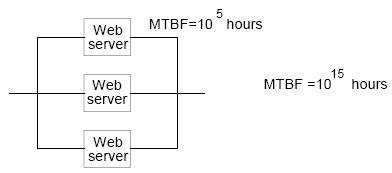 Web
server
MTBF=10^5 hours
Web
server
MTBF =10^15 hours
Web
server